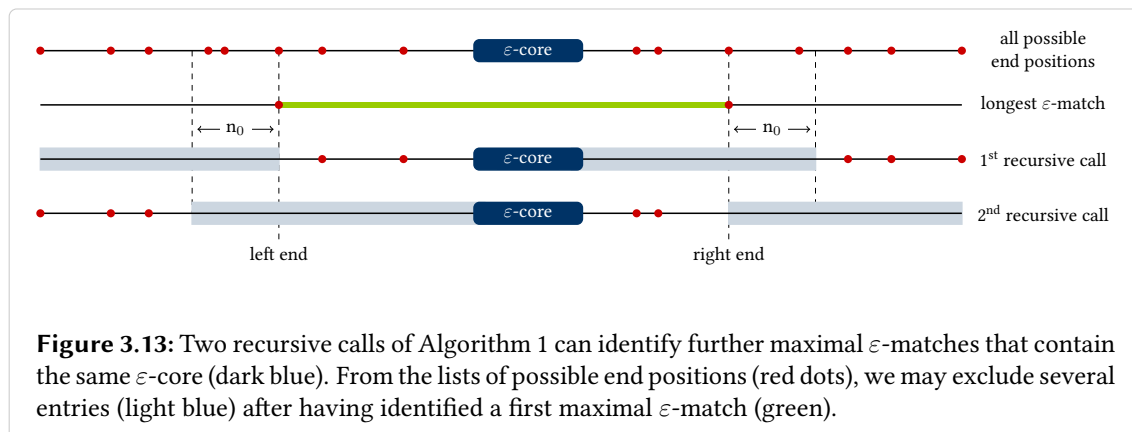 ε-core
all possible
end positions
longest ε-match
← n₀ →
← n₀ →
ε-core
1ˢᵗ recursive call
ε-core
2ⁿᵈ recursive call
left end
right end
Figure 3.13: Two recursive calls of Algorithm 1 can identify further maximal ε-matches that contain
the same ε-core (dark blue). From the lists of possible end positions (red dots), we may exclude several
entries (light blue) after having identified a first maximal ε-match (green).